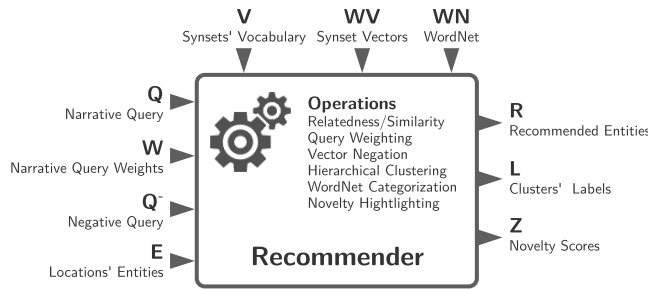 V
Synsets' Vocabulary
WV
Synset Vectors
WN
WordNet
Q
Narrative Query
W
Narrative Query Weights
Q-
Negative Query
E
Locations' Entities
Operations
Relatedness/Similarity
Query Weighting
Vector Negation
Hierarchical Clustering
WordNet Categorization
Novelty Hightlighting
Recommender
R
Recommended Entities
L
Clusters' Labels
Z
Novelty Scores